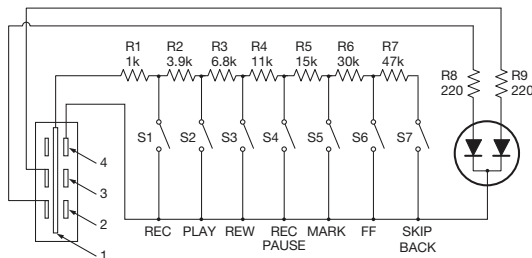 R1 R2 R3 R4 R5 R6 R7
1k 3.9k 6.8k 11k 15k 30k 47k
R8
220
R9
220
S1 S2 S3 S4 S5 S6 S7
4
3
2
1
REC PLAY REW REC PAUSE MARK FF SKIP BACK